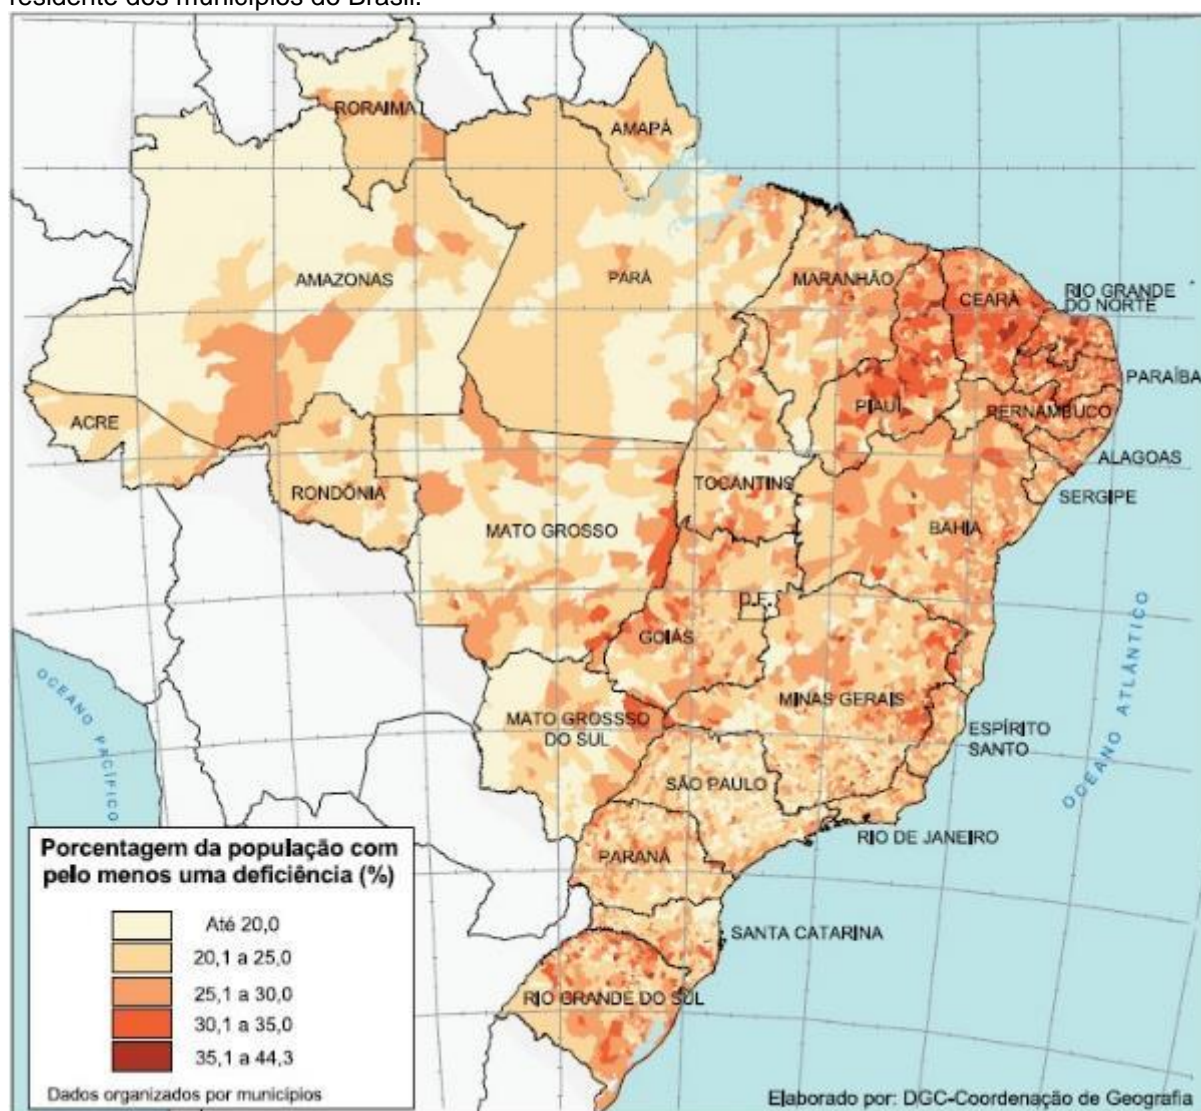 residente dos municípios do Brasil.
RORAIMA
AMAPÁ
AMAZONAS
PARÁ
MARANHÃO
CEARÁ
RIO GRANDE
DO NORTE
PARAÍBA
ACRE
PIAUÍ
PERNAMBUCO
ALAGOAS
RONDÔNIA
TOCANTINS
SERGIPE
MATO GROSSO
BAHIA
D.F.
GOIÁS
OCEANO PACÍFICO
OCEANO ATLÂNTICO
MINAS GERAIS
MATO GROSSSO
DO SUL
ESPÍRITO
SANTO
SÃO PAULO
RIO DE JANEIRO
PARANÁ
SANTA CATARINA
RIO GRANDE DO SUL
Porcentagem da população com
pelo menos uma deficiência (%)
Até 20,0
20,1 a 25,0
25,1 a 30,0
30,1 a 35,0
35,1 a 44,3
Dados organizados por municípios
Elaborado por: DGC-Coordenação de Geografia